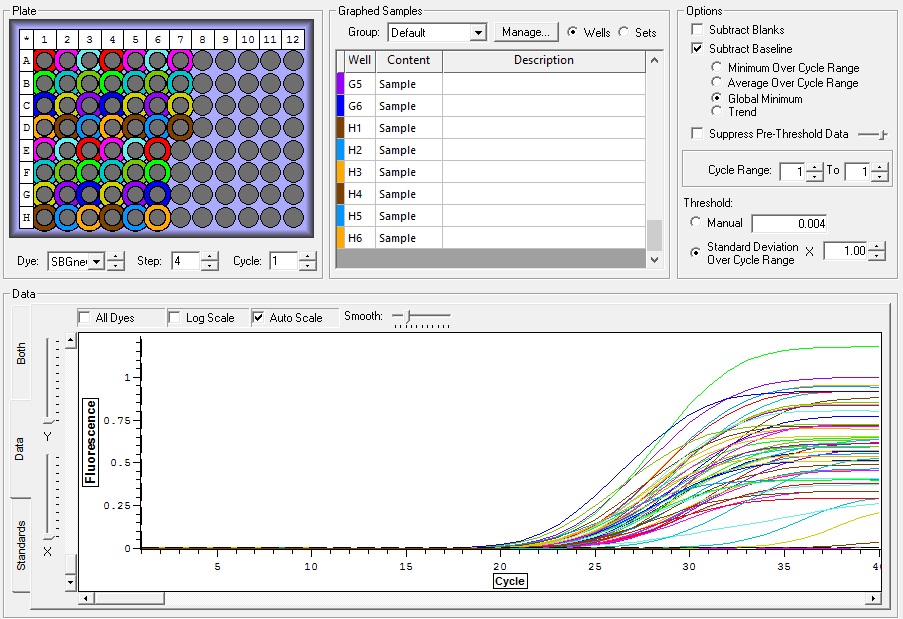 Plate
* 1 2 3 4 5 6 7 8 9 10 11 12
A
B
C
D
E
F
G
H
Dye: SBGne Step: 4 Cycle: 1
Graphed Samples
Group: Default Manage... Wells Sets
Well Content Description
G5 Sample
G6 Sample
H1 Sample
H2 Sample
H3 Sample
H4 Sample
H5 Sample
H6 Sample
Options
Subtract Blanks
Subtract Baseline
Minimum Over Cycle Range
Average Over Cycle Range
Global Minimum
Trend
Suppress Pre-Threshold Data
Cycle Range: 1 To 1
Threshold:
Manual 0.004
Standard Deviation
Over Cycle Range X 1.00
Data
All Dyes Log Scale Auto Scale Smooth:
Both
Data
Standards
Y
X
Fluorescence
1
0.75
0.5
0.25
0
5 10 15 20 25 30 35 4
Cycle